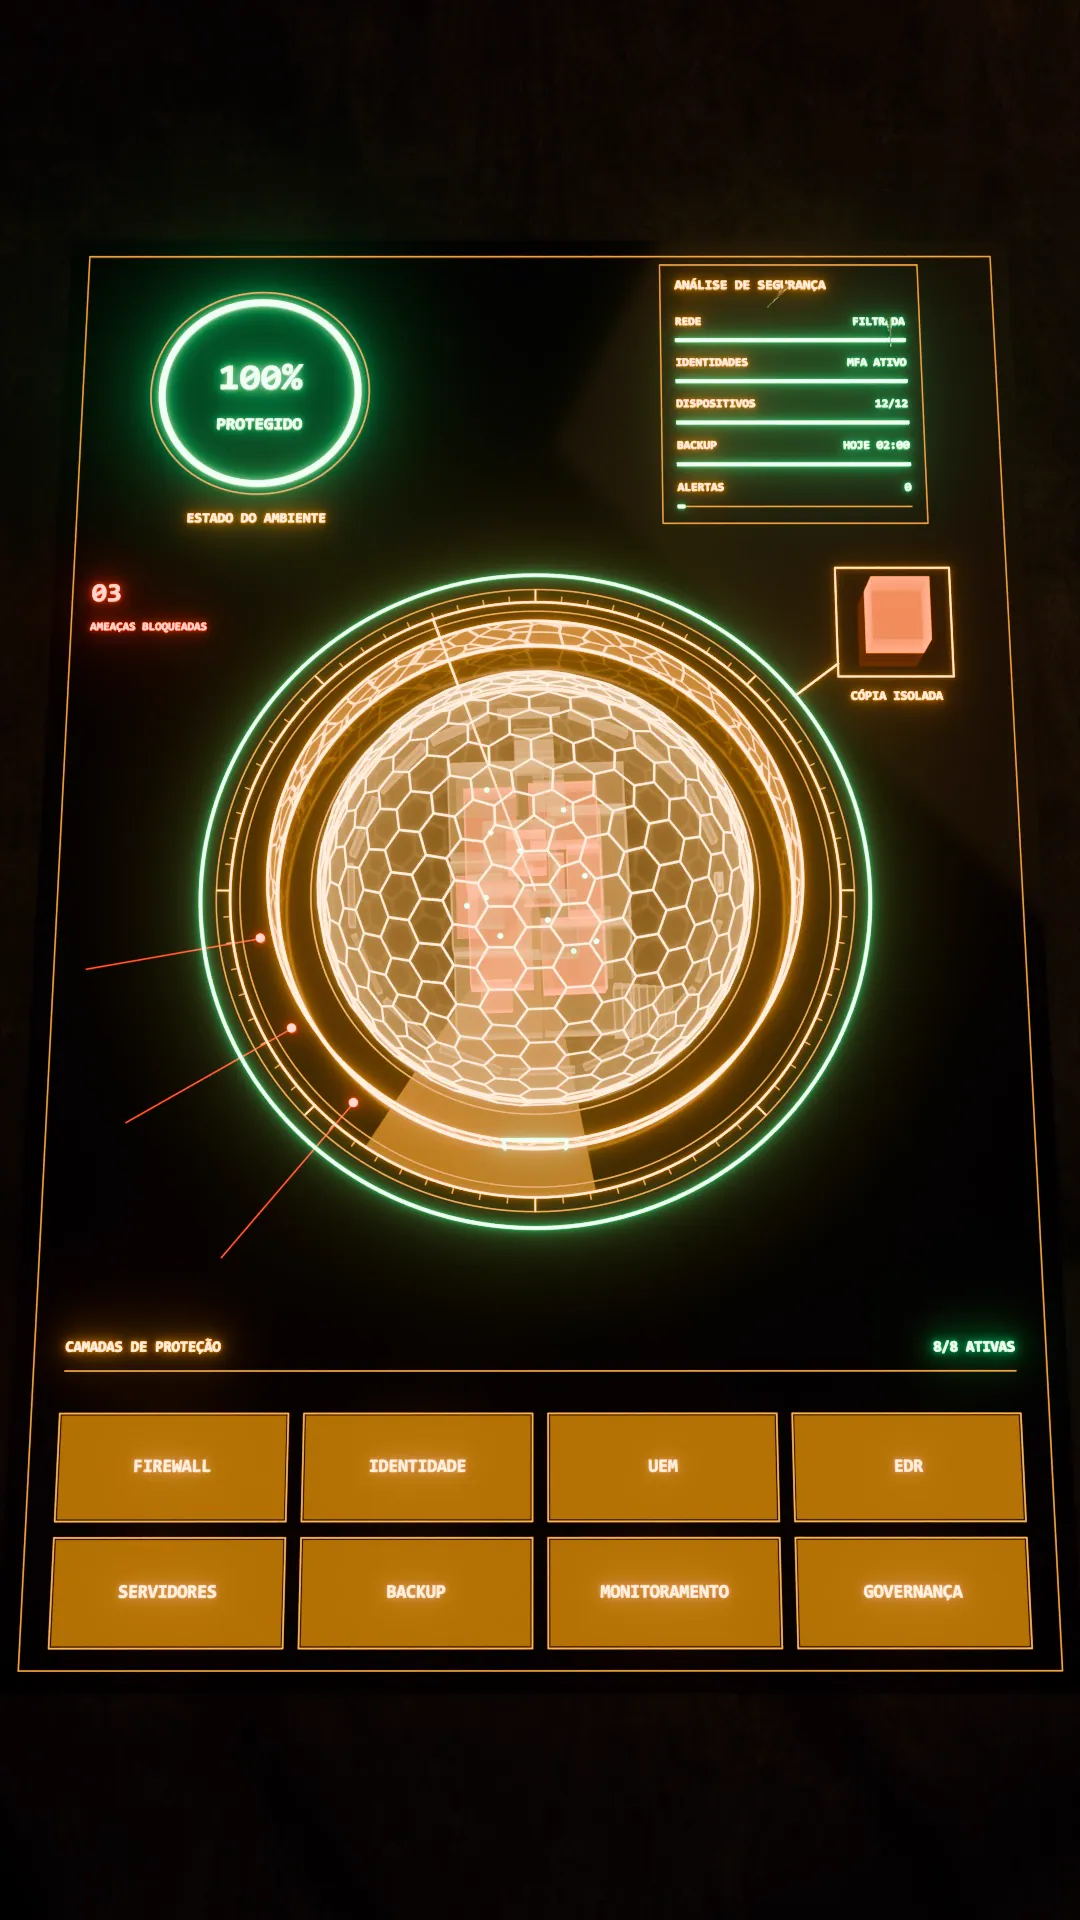 100%
PROTEGIDO
ESTADO DO AMBIENTE
ANÁLISE DE SEGURANÇA
REDE FILTRADA
IDENTIDADES MFA ATIVO
DISPOSITIVOS 12/12
BACKUP HOJE 02:00
ALERTAS 0
03
AMEAÇAS BLOQUEADAS
CÓPIA ISOLADA
CAMADAS DE PROTEÇÃO 8/8 ATIVAS
FIREWALL IDENTIDADE UEM EDR
SERVIDORES BACKUP MONITORAMENTO GOVERNANÇA